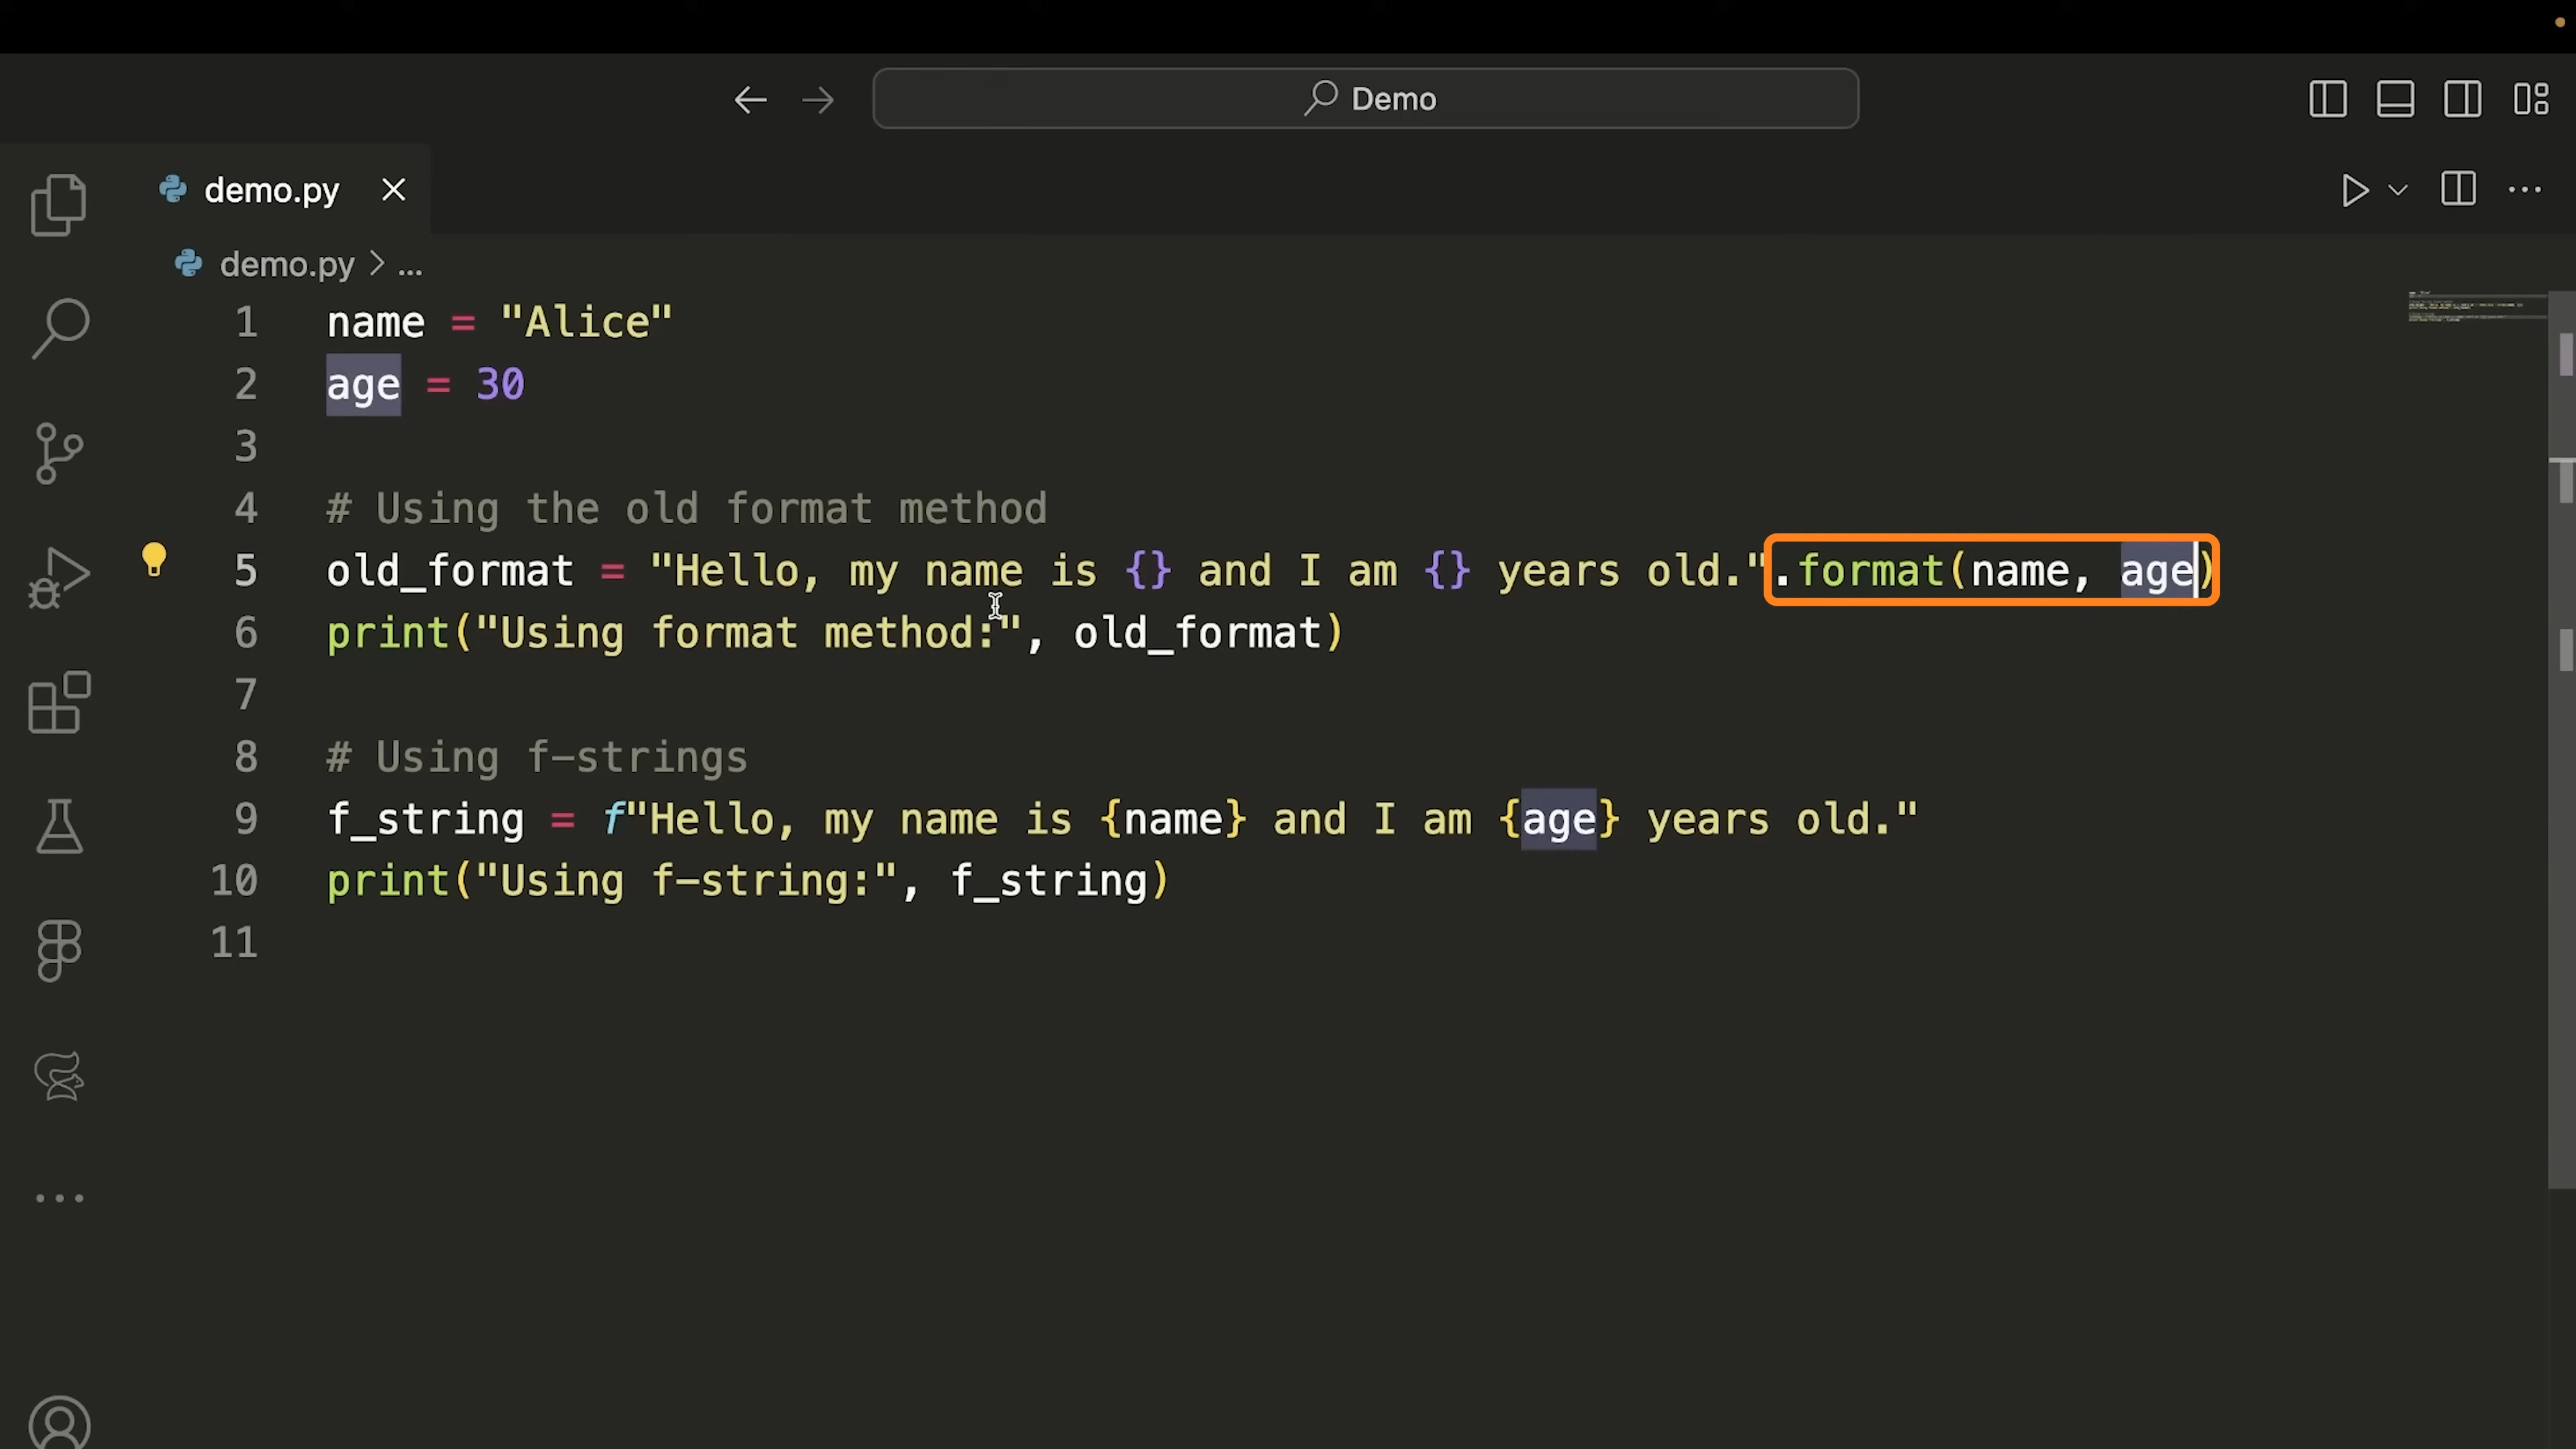 Demo
demo.py
demo.py > ...
1 name = "Alice"
2 age = 30
3
4 # Using the old format method
5 old_format = "Hello, my name is {} and I am {} years old.".format(name, age)
6 print("Using format method:", old_format)
7
8 # Using f-strings
9 f_string = f"Hello, my name is {name} and I am {age} years old."
10 print("Using f-string:", f_string)
11